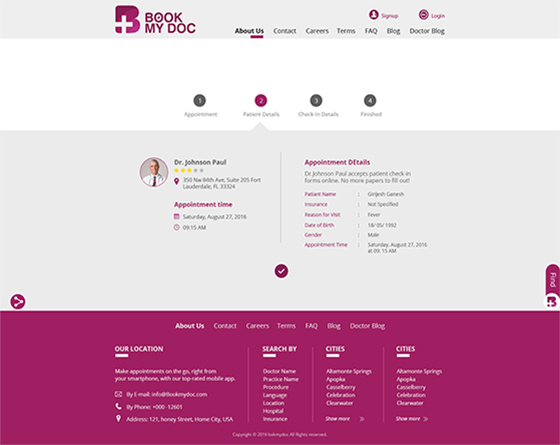 BOOK
MY DOC
Signup
Login
About Us Contact Careers Terms FAQ Blog Doctor Blog
1 2 3 4
Appointment Patient Details Check-In Details Finished
Dr. Johnson Paul
350 Nw 84th Ave, Suite 205 Fort
Lauderdale, FL 33324
Appointment time
Saturday, August 27, 2016
09:15 AM
Appointment DEtails
Dr. Johnson Paul accepts patient check in
forms online. No more papers to fill out!
Patiant Name : Girijesh Ganesh
Insurance : Not Spedified
Reason for Visit : Fever
Date of Birth : 18/ 05/ 1992
Gender : Male
Appointment Time : Saturday, August 27, 2016
at 09: 15 AM
Find
About Us Contact Careers Terms FAQ Blog Doctor Blog
OUR LOCATION
Make appointments on the go, right from
your smartphone, with our top-rated mobile app.
By E-mail: info@Bookmydoc.com
By Phone: +000 -12601
Address: 121, honey Street, Home City, USA
SEARCH BY
Doctor Name
Practice Name
Procedure
Language
Location
Hospital
Insurance
CITIES
Altamonte Springs
Apopka
Casselberry
Celebration
Clearwater
Show more
CITIES
Altamonte Springs
Apopka
Casselberry
Celebration
Clearwater
Show more
Copyright © 2016 bookmydoc All Rights reserved.